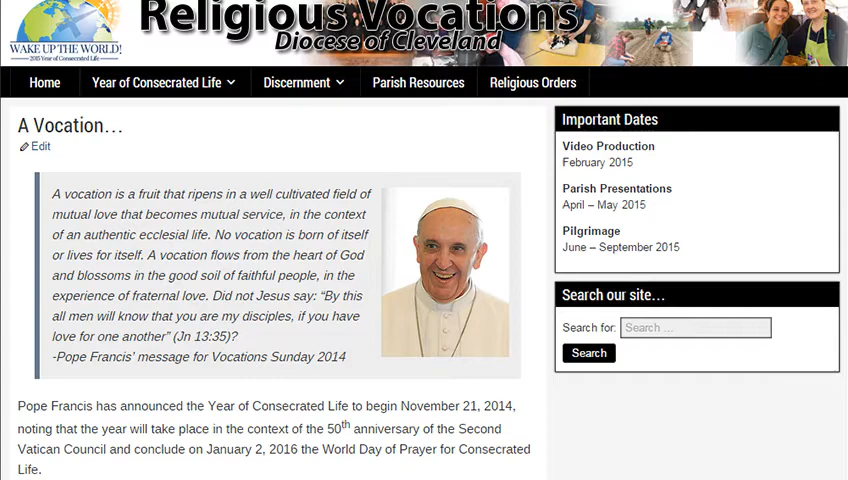 Religious Vocations
Diocese of Cleveland
WAKE UP THE WORLD!
2015 Year of Consecrated Life
Home
Year of Consecrated Life
Discernment
Parish Resources
Religious Orders
A Vocation…
Edit
A vocation is a fruit that ripens in a well cultivated field of
mutual love that becomes mutual service, in the context
of an authentic ecclesial life. No vocation is born of itself
or lives for itself. A vocation flows from the heart of God
and blossoms in the good soil of faithful people, in the
experience of fraternal love. Did not Jesus say: “By this
all men will know that you are my disciples, if you have
love for one another” (Jn 13:35)?
-Pope Francis’ message for Vocations Sunday 2014
Pope Francis has announced the Year of Consecrated Life to begin November 21, 2014,
noting that the year will take place in the context of the 50th anniversary of the Second
Vatican Council and conclude on January 2, 2016 the World Day of Prayer for Consecrated
Life.
Important Dates
Video Production
February 2015
Parish Presentations
April – May 2015
Pilgrimage
June – September 2015
Search our site…
Search for: Search …
Search